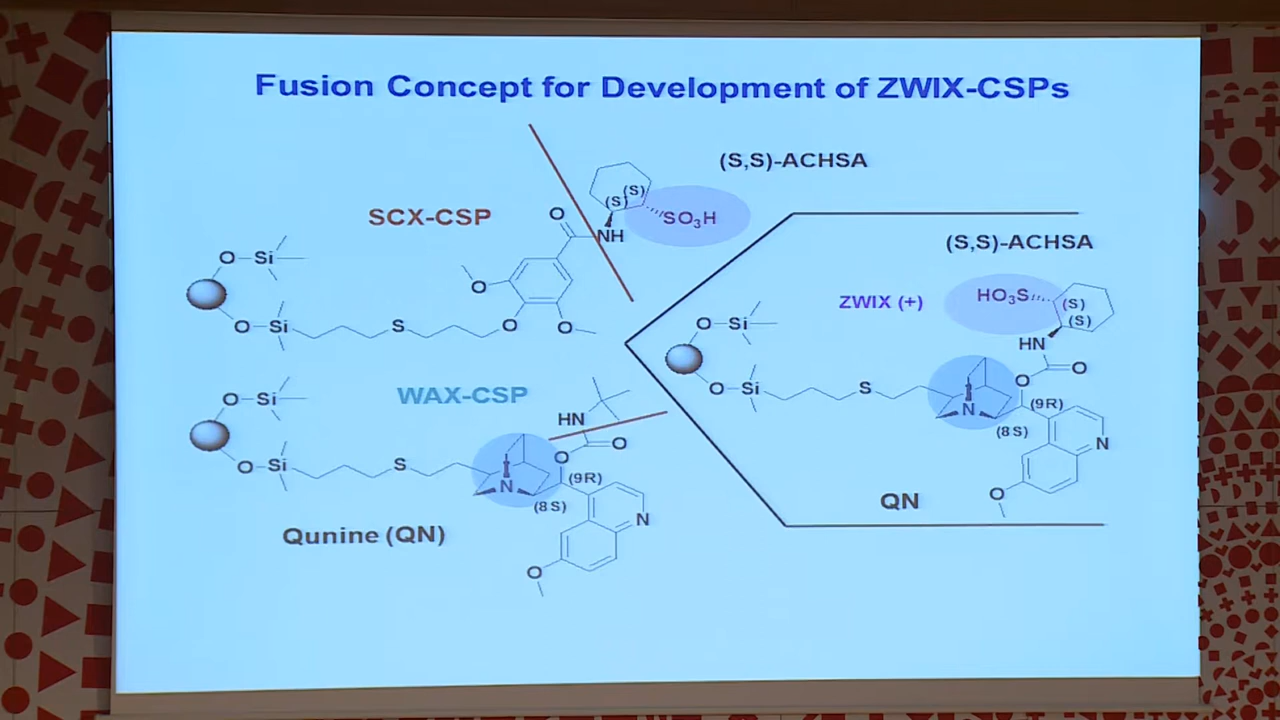 Fusion Concept for Development of ZWIX-CSPs
(S,S)-ACHSA
(S)
(S)
SO3H
SCX-CSP
O
NH
O
Si
O
O
Si
S
O
O
(S,S)-ACHSA
ZWIX (+)
HO3S
(S)
(S)
HN
O
Si
O
O
O
Si
S
N
(9R)
(8S)
N
O
QN
WAX-CSP
O
Si
HN
O
O
O
Si
S
N
(9R)
(8S)
N
O
Qunine (QN)